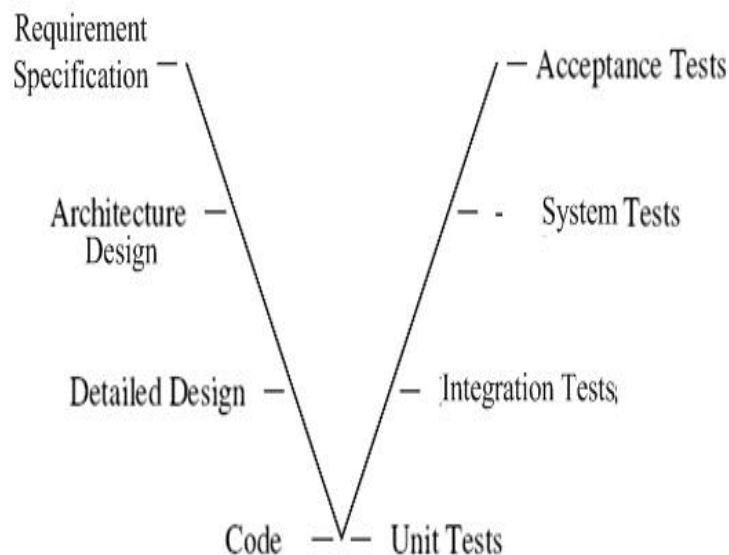 Requirement
Specification
Acceptance Tests
Architecture
Design
System Tests
Detailed Design
Integration Tests
Code
Unit Tests